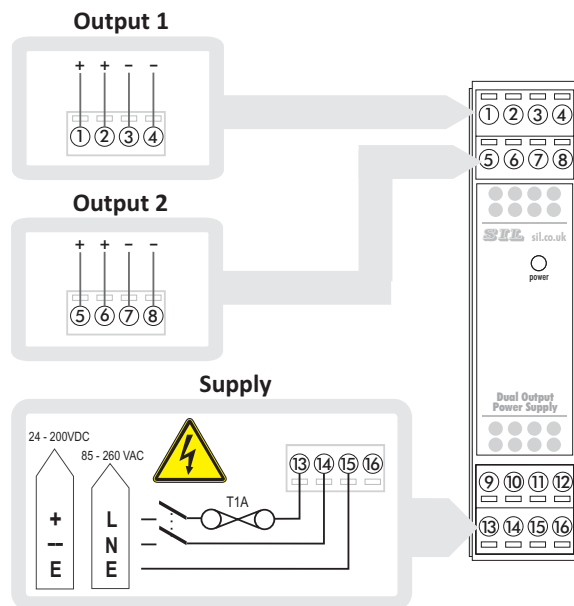 Output 1
+ + – –
1 2 3 4
Output 2
+ + – –
5 6 7 8
Supply
24 - 200VDC
85 - 260 VAC
+
--
E
L
N
E
T1A
13 14 15 16
1 2 3 4
5 6 7 8
SIL sil.co.uk
power
Dual Output
Power Supply
9 10 11 12
13 14 15 16